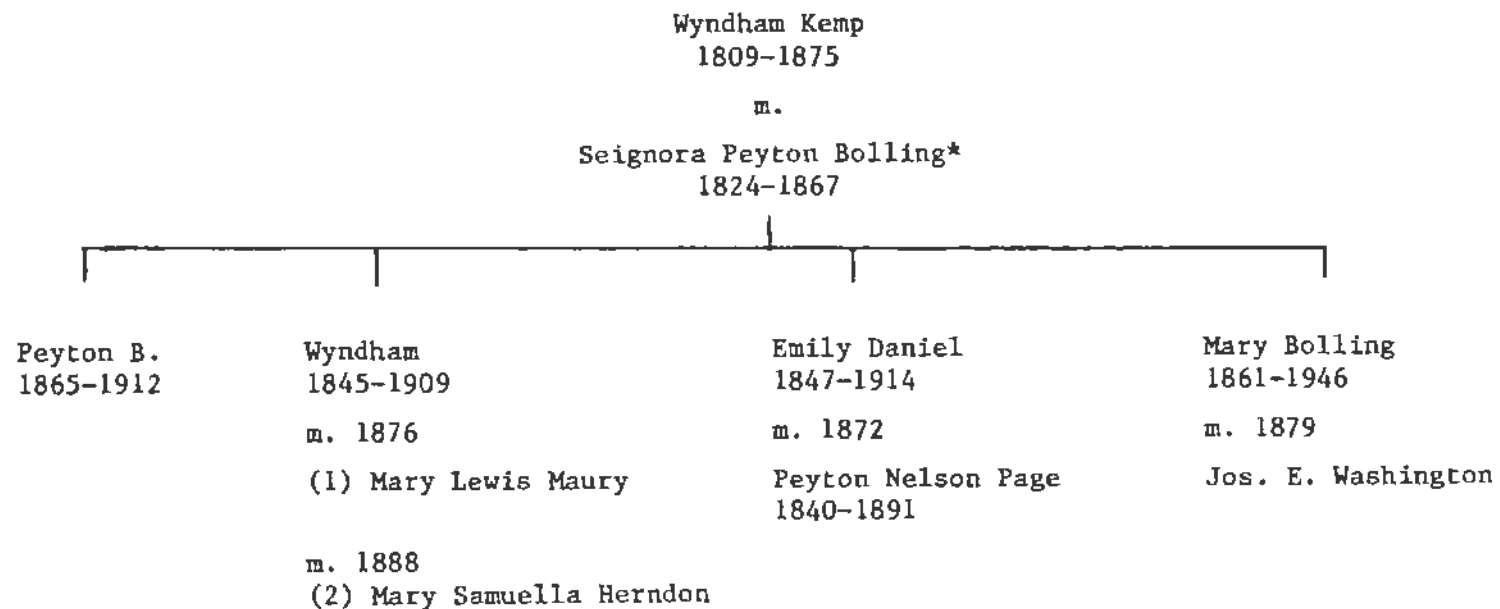 Wyndham Kemp
1809-1875
m.
Seignora Peyton Bolling*
1824-1867
Peyton B.
1865-1912
Wyndham
1845-1909
m. 1876
(1) Mary Lewis Maury
m. 1888
(2) Mary Samuella Herndon
Emily Daniel
1847-1914
m. 1872
Peyton Nelson Page
1840-1891
Mary Bolling
1861-1946
m. 1879
Jos. E. Washington